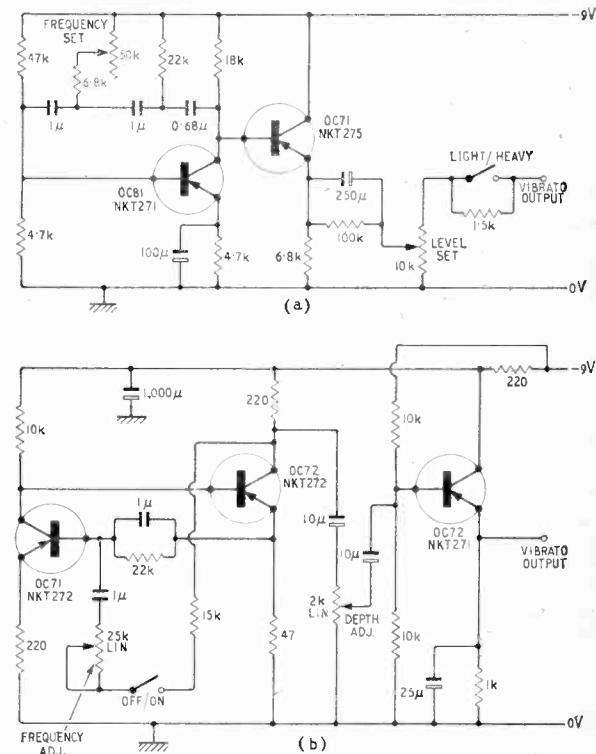 -9V
FREQUENCY
SET
47k
50k
6.8k
22k
18k
1μ
1μ
0.68μ
OC71
NKT275
OC81
NKT271
LIGHT/HEAVY
VIBRATO
OUTPUT
1.5k
250μ
100k
LEVEL
SET
10k
4.7k
100μ
4.7k
6.8k
0V
(a)
-9V
220
1,000μ
220
10k
10k
OC72
NKT272
OC72
NKT271
1μ
22k
10μ
10μ
VIBRATO
OUTPUT
OC71
NKT272
1μ
15k
2k
LIN
DEPTH
ADJ.
10k
220
25k
LIN
47
25μ
1k
OFF/ON
FREQUENCY
ADJ.
0V
(b)